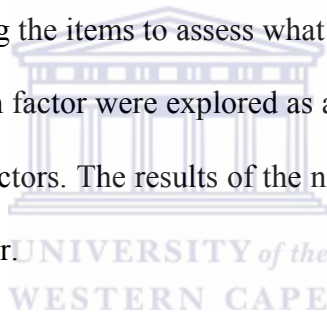 g the items to assess what
factor were explored as a
ctors. The results of the n
r.
UNIVERSITY of the
WESTERN CAPE